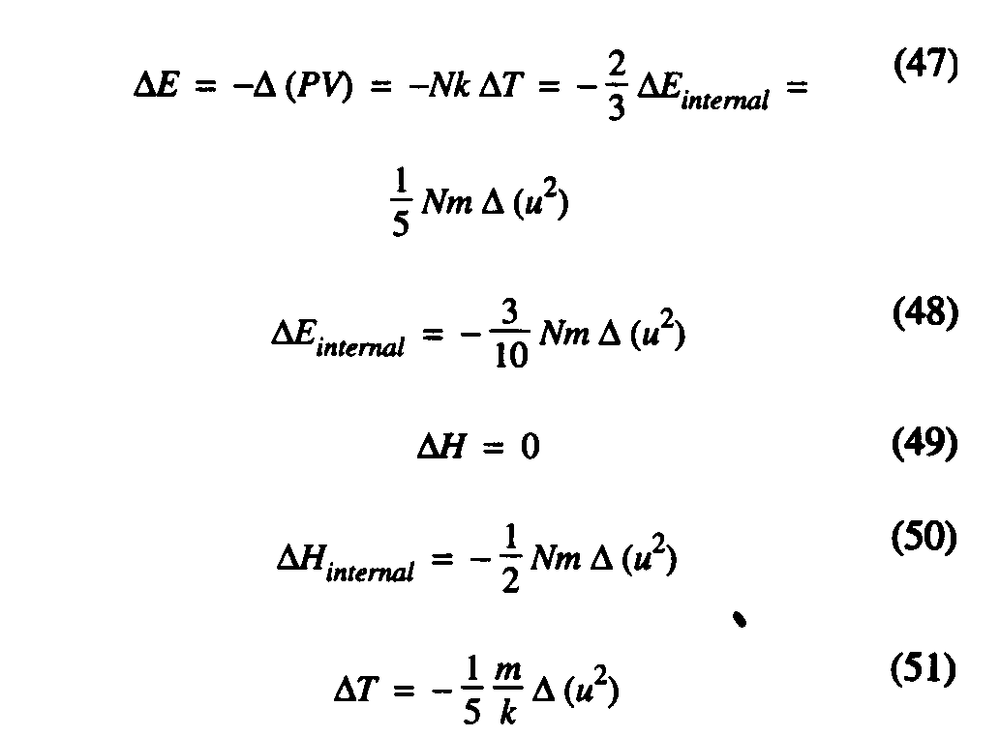 ΔE = −Δ (PV) = −Nk ΔT = −2/3 ΔE_internal = (47)
1/5 Nm Δ (u²)
ΔE_internal = −3/10 Nm Δ (u²) (48)
ΔH = 0 (49)
ΔH_internal = −1/2 Nm Δ (u²) (50)
ΔT = −1/5 m/k Δ (u²) (51)